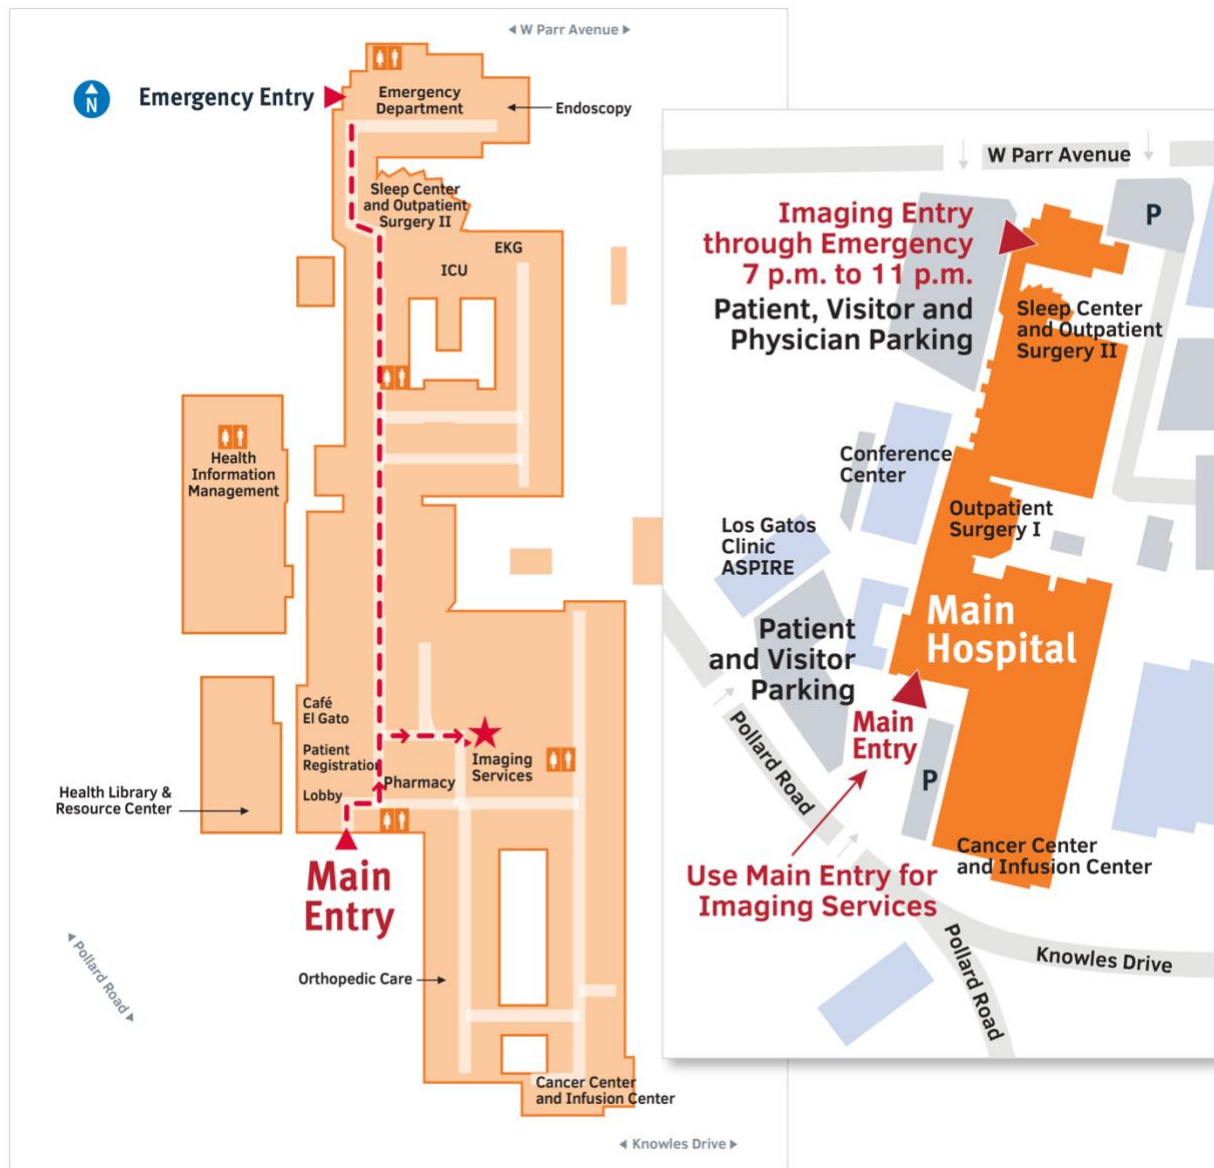 ◀ W Parr Avenue ▶
N
Emergency Entry
Emergency
Department
Endoscopy
Sleep Center
and Outpatient
Surgery II
EKG
ICU
Health
Information
Management
Café
El Gato
Patient
Registration
Lobby
Pharmacy
Imaging
Services
Health Library &
Resource Center
Main
Entry
◀ Pollard Road ▶
Orthopedic Care
Cancer Center
and Infusion Center
◀ Knowles Drive ▶
W Parr Avenue
P
Imaging Entry
through Emergency
7 p.m. to 11 p.m.
Patient, Visitor and
Physician Parking
Sleep Center
and Outpatient
Surgery II
Conference
Center
Outpatient
Surgery I
Los Gatos
Clinic
ASPIRE
Main
Hospital
Patient
and Visitor
Parking
Main
Entry
Pollard Road
P
Use Main Entry for
Imaging Services
Cancer Center
and Infusion Center
Pollard Road
Knowles Drive